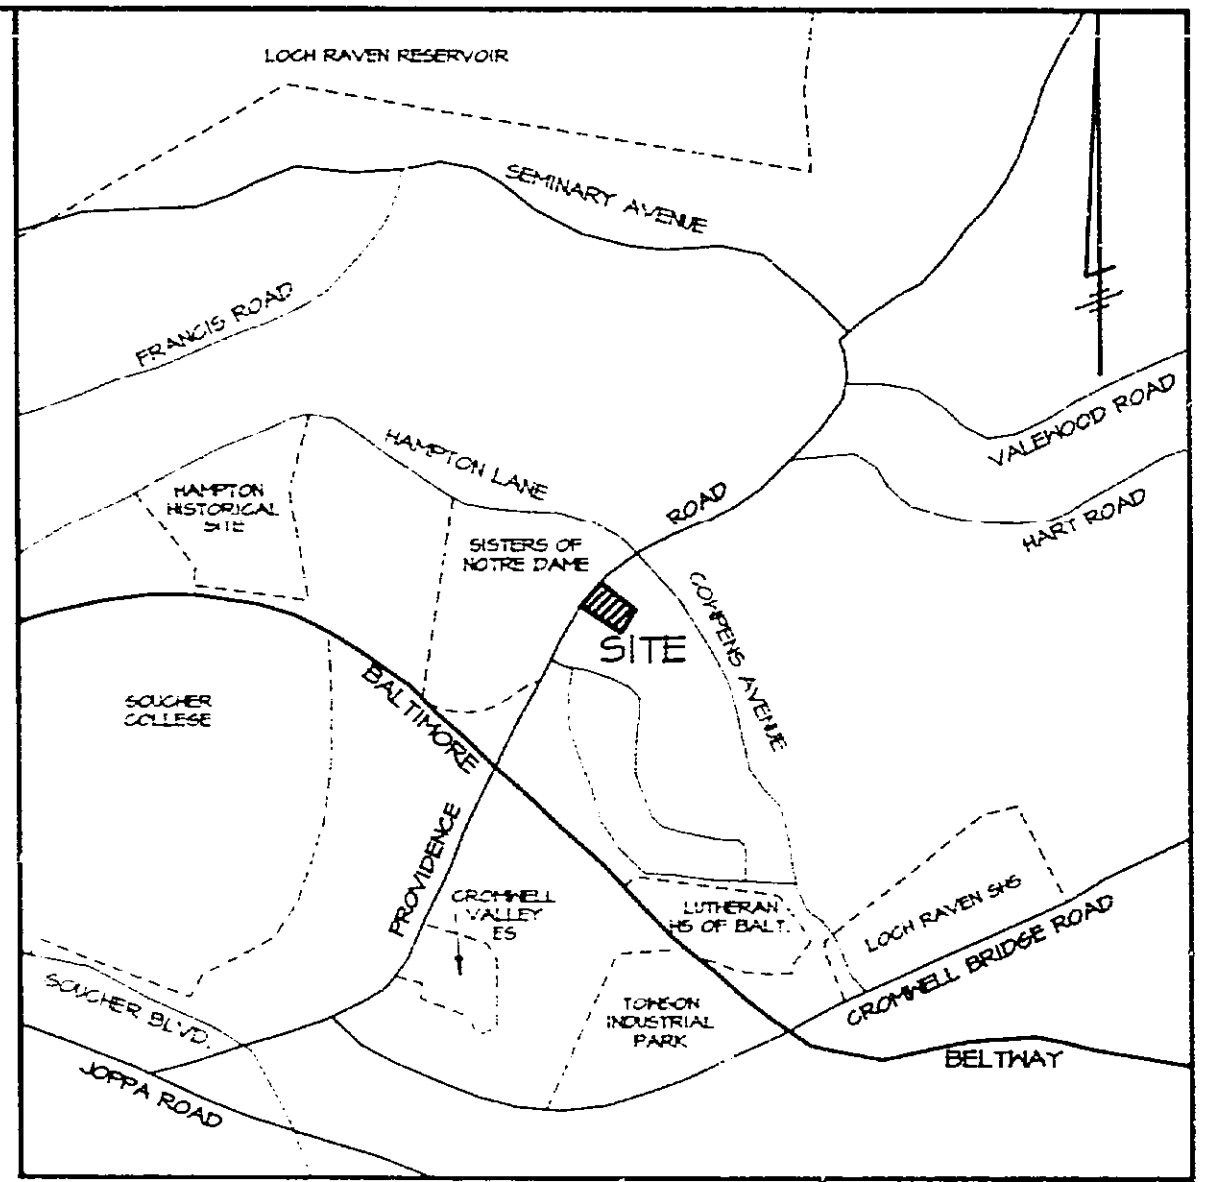 LOCH RAVEN RESERVOIR
SEMINARY AVENUE
FRANCIS ROAD
VALEWOOD ROAD
HAMPTON LANE
HAMPTON
HISTORICAL
SITE
ROAD
HART ROAD
SISTERS OF
NOTRE DAME
COWPENS AVENUE
SITE
BALTIMORE
GOUCHER
COLLEGE
PROVIDENCE
CROMWELL
VALLEY
ES
LUTHERAN
HS OF BALT.
LOCH RAVEN SHS
CROMWELL BRIDGE ROAD
GOUCHER BLVD.
TOWSON
INDUSTRIAL
PARK
BELTWAY
JOPPA ROAD